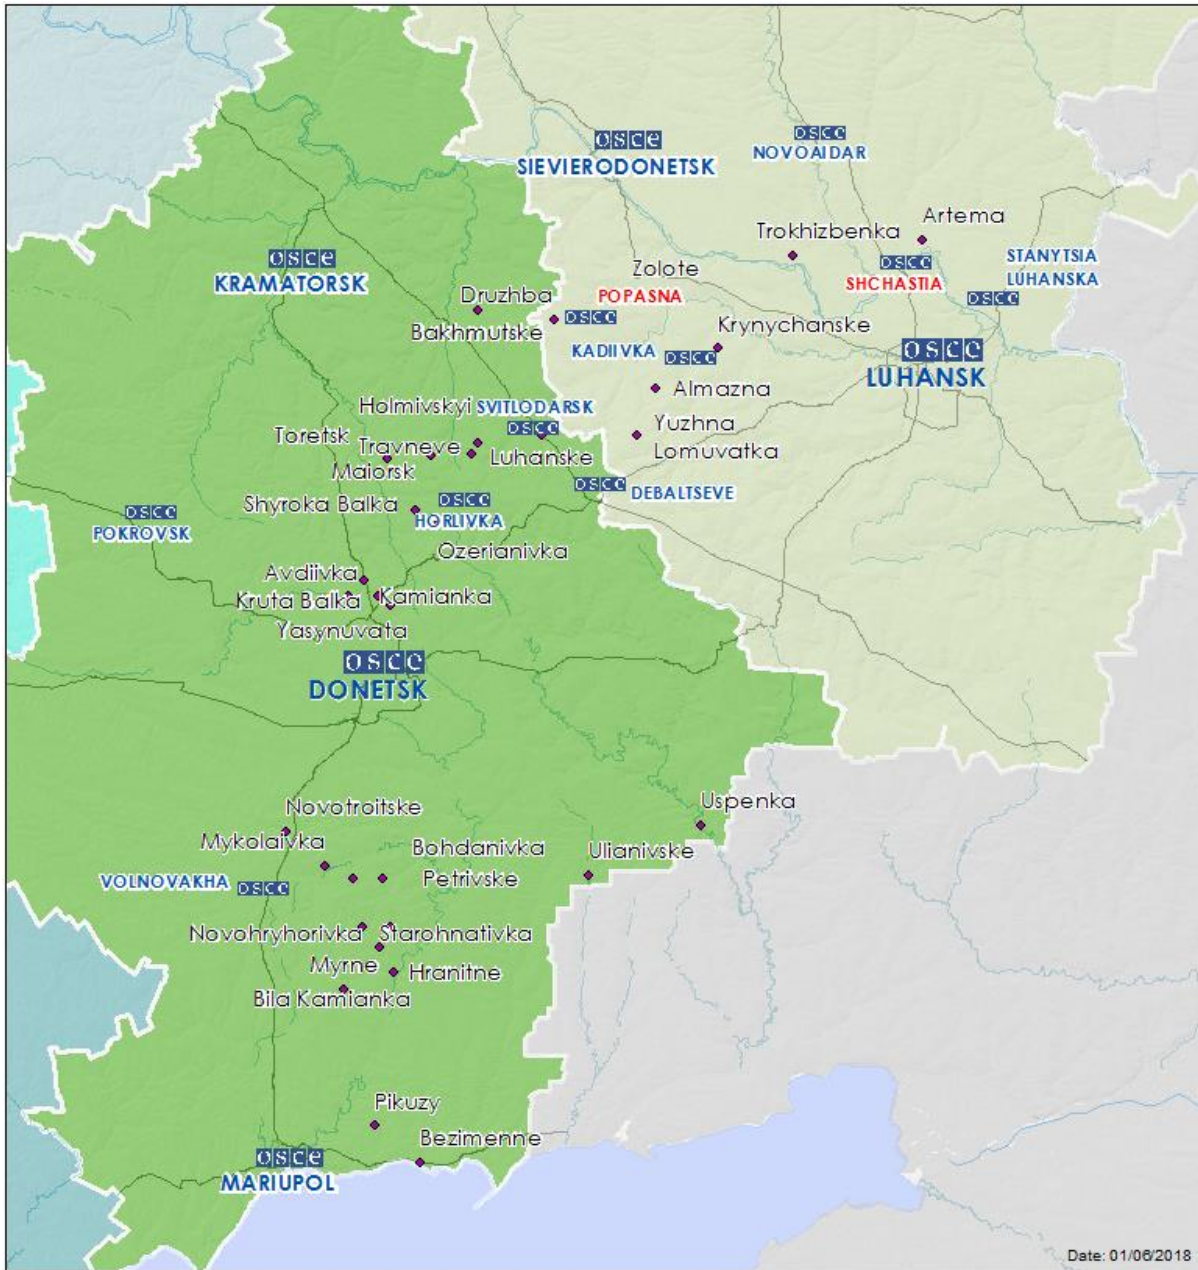 OSCE
SIEVIERODONETSK
OSCE
NOVOAIDAR
Artema
Trokhizbenka
OSCE
KRAMATORSK
Zolote
OSCE
SHCHASTIA
STANYTSIA
LUHANSKA
OSCE
Druzhba
POPASNA
OSCE
Bakhmutske
Krynychanske
KADIIVKA
OSCE
OSCE
LUHANSK
Almazna
Holmivskyi
SVITLODARSK
OSCE
Yuzhna
Toretsk
Travneve
Luhanske
Lomuvatka
Maiorsk
OSCE
DEBALTSEVE
Shyroka Balka
OSCE
HORLIVKA
OSCE
POKROVSK
Ozerianivka
Avdiivka
Kruta Balka
Kamianka
Yasynuvata
OSCE
DONETSK
Novotroitske
Uspenka
Mykolaivka
Bohdanivka
Ulianivske
VOLNOVAKHA
OSCE
Petrivske
Novohryhorivka
Starohnativka
Myrne
Hranitne
Bila Kamianka
Pikuzy
Bezimenne
OSCE
MARIUPOL
Date: 01/06/2018